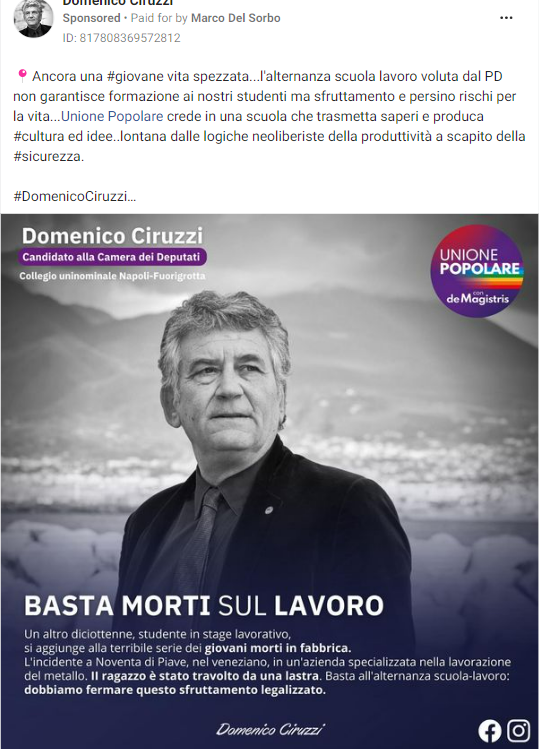 Domenico Ciruzzi
Sponsored • Paid for by Marco Del Sorbo
ID: 817808369572812
Ancora una #giovane vita spezzata...l'alternanza scuola lavoro voluta dal PD
non garantisce formazione ai nostri studenti ma sfruttamento e persino rischi per
la vita...Unione Popolare crede in una scuola che trasmetta saperi e produca
#cultura ed idee..lontana dalle logiche neoliberiste della produttività a scapito della
#sicurezza.
#DomenicoCiruzzi...
Domenico Ciruzzi
Candidato alla Camera dei Deputati
Collegio uninominale Napoli-Fuorigrotta
UNIONE
POPOLARE
con
de Magistris
BASTA MORTI SUL LAVORO
Un altro diciottenne, studente in stage lavorativo,
si aggiunge alla terribile serie dei giovani morti in fabbrica.
L'incidente a Noventa di Piave, nel veneziano, in un'azienda specializzata nella lavorazione
del metallo. Il ragazzo è stato travolto da una lastra. Basta all'alternanza scuola-lavoro:
dobbiamo fermare questo sfruttamento legalizzato.
Domenico Ciruzzi